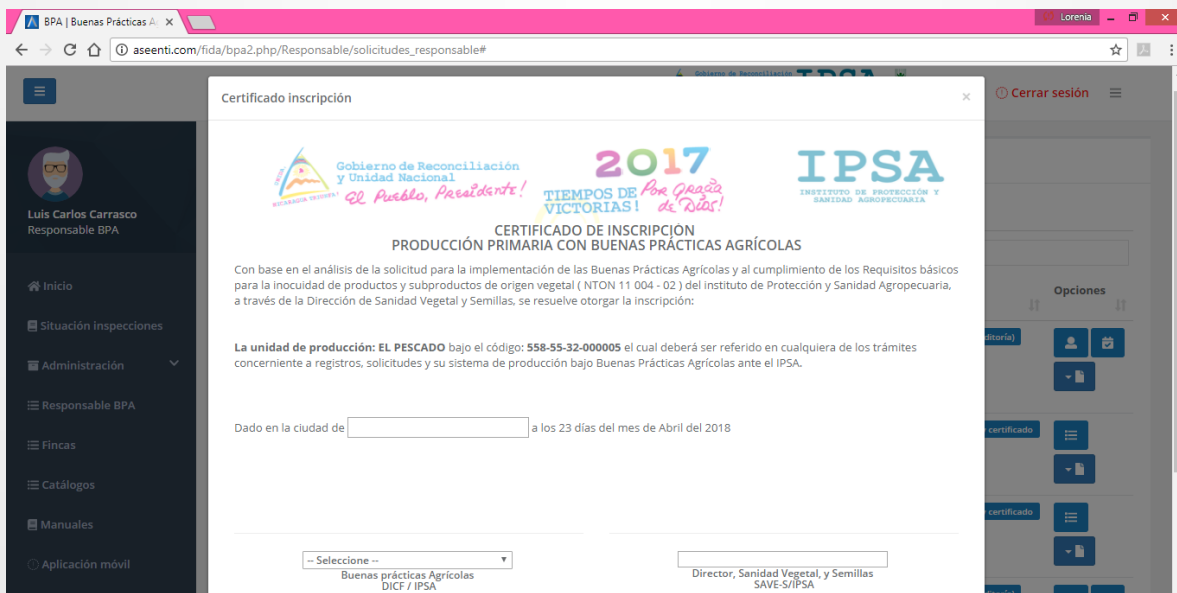 BPA | Buenas Prácticas A
Lorenia
aseenti.com/fida/bpa2.php/Responsable/solicitudes_responsable#
Cerrar sesión
Luis Carlos Carrasco
Responsable BPA
Inicio
Situación inspecciones
Administración
Responsable BPA
Fincas
Catálogos
Manuales
Aplicación móvil
Certificado inscripción
×
Gobierno de Reconciliación
y Unidad Nacional
El Pueblo, Presidente!
2017
TIEMPOS DE
VICTORIAS!
Por Gracia
de Dios!
IPSA
INSTITUTO DE PROTECCIÓN Y
SANIDAD AGROPECUARIA
CERTIFICADO DE INSCRIPCIÓN
PRODUCCIÓN PRIMARIA CON BUENAS PRÁCTICAS AGRÍCOLAS
Con base en el análisis de la solicitud para la implementación de las Buenas Prácticas Agrícolas y al cumplimiento de los Requisitos básicos
para la inocuidad de productos y subproductos de origen vegetal ( NTON 11 004 - 02 ) del instituto de Protección y Sanidad Agropecuaria,
a través de la Dirección de Sanidad Vegetal y Semillas, se resuelve otorgar la inscripción:
La unidad de producción: EL PESCADO bajo el código: 558-55-32-000005 el cual deberá ser referido en cualquiera de los trámites
concerniente a registros, solicitudes y su sistema de producción bajo Buenas Prácticas Agrícolas ante el IPSA.
Dado en la ciudad de a los 23 días del mes de Abril del 2018
-- Seleccione --
Buenas prácticas Agrícolas
DICF / IPSA
Director, Sanidad Vegetal, y Semillas
SAVE-S/IPSA
Opciones
certificado
certificado